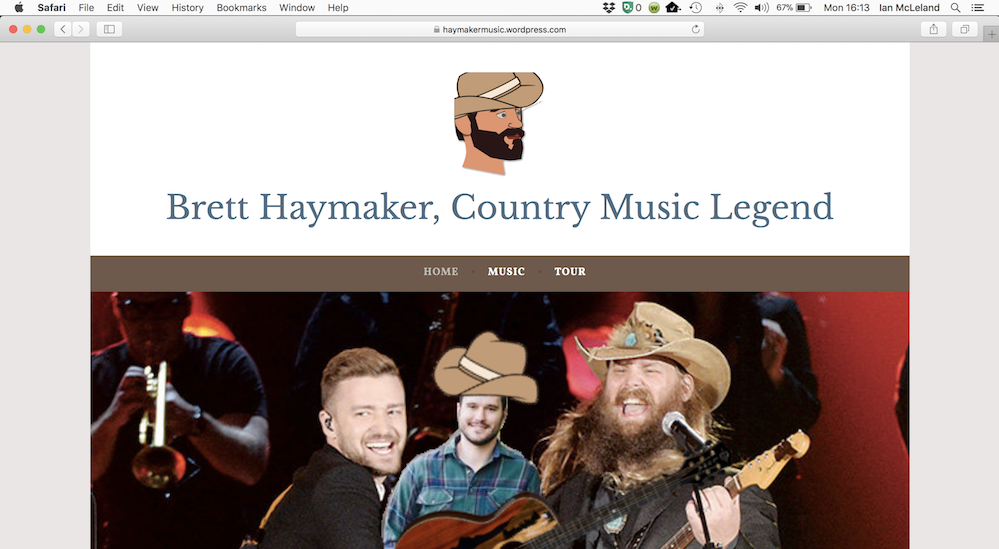 Safari File Edit View History Bookmarks Window Help 0 67% Mon 16:13 Ian McLeland
haymakermusic.wordpress.com
Brett Haymaker, Country Music Legend
HOME MUSIC TOUR